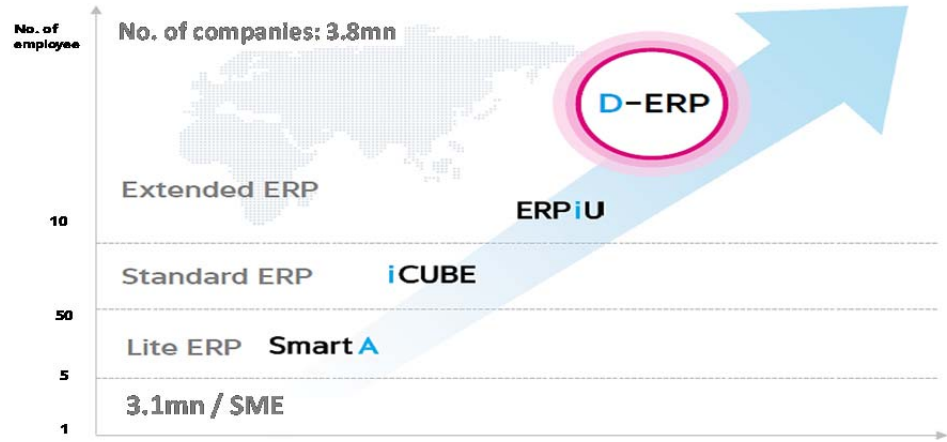 No. of
employee
No. of companies: 3.8mn
D-ERP
Extended ERP
ERPiU
10
Standard ERP
iCUBE
50
Lite ERP
Smart A
5
3.1mn / SME
1